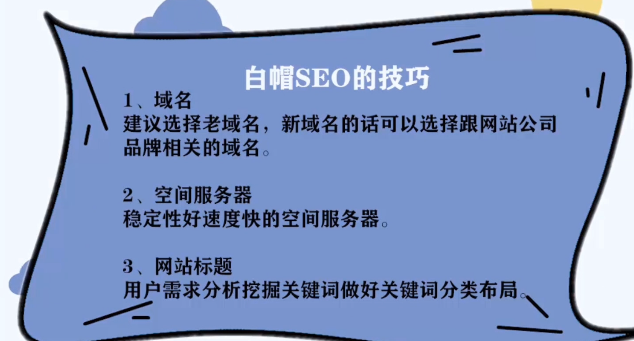 白帽SEO的技巧
1、域名
建议选择老域名，新域名的话可以选择跟网站公司
品牌相关的域名。
2、空间服务器
稳定性好速度快的空间服务器。
3、网站标题
用户需求分析挖掘关键词做好关键词分类布局。